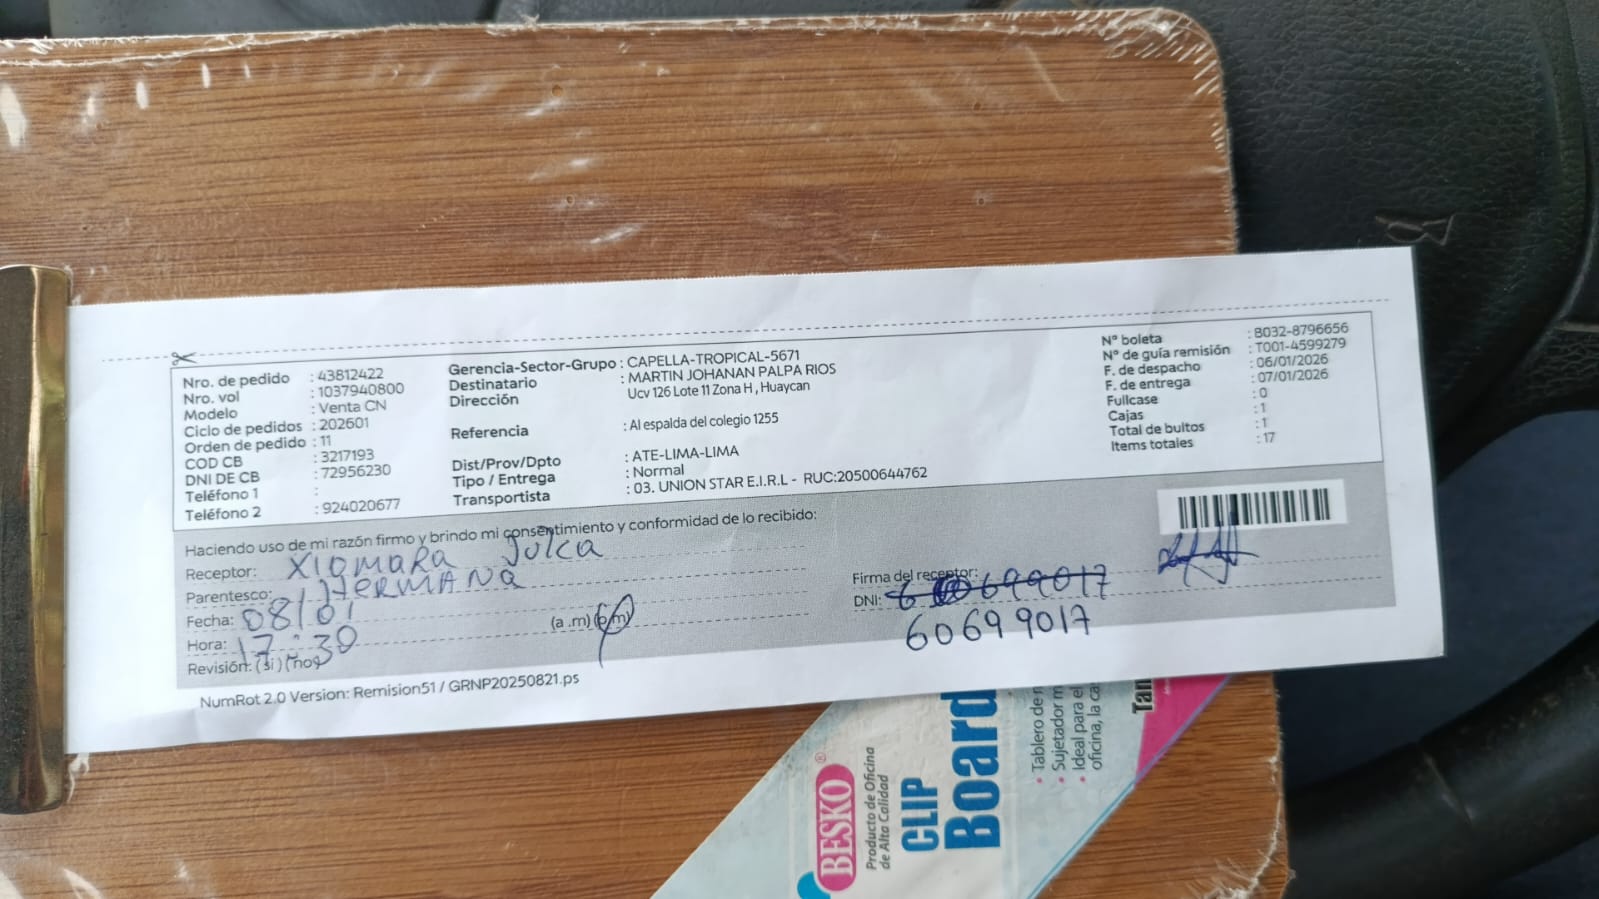 Nro. de pedido : 43812422
Nro. vol : 1037940800
Modelo : Venta CN
Ciclo de pedidos : 202601
Orden de pedido : 11
COD CB : 3217193
DNI DE CB : 72956230
Teléfono 1 :
Teléfono 2 : 924020677
Gerencia-Sector-Grupo : CAPELLA-TROPICAL-5671
Destinatario : MARTIN JOHANAN PALPA RIOS
Dirección Ucv 126 Lote 11 Zona H , Huaycan
Referencia : Al espalda del colegio 1255
Dist/Prov/Dpto : ATE-LIMA-LIMA
Tipo / Entrega : Normal
Transportista : 03. UNION STAR E.I.R.L - RUC:20500644762
N° boleta : B032-8796656
N° de guía remisión : T001-4599279
F. de despacho : 06/01/2026
F. de entrega : 07/01/2026
Fullcase : 0
Cajas : 1
Total de bultos : 1
Items totales : 17
Haciendo uso de mi razón firmo y brindo mi consentimiento y conformidad de lo recibido:
Receptor: XIOMARA Julca
Parentesco: HERMANA
Fecha: 08/01
Hora: 17:30 (a .m) (p.m)
Revisión: (si) (no)
Firma del receptor:
DNI: 60699017
NumRot 2.0 Version: Remision51 / GRNP20250821.ps
BESKO®
Producto de Oficina
de Alta Calidad
CLIP
Board
• Tablero de
• Sujetador
• Ideal para
oficina, la